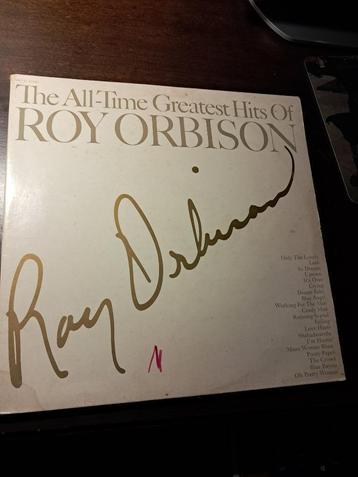 The All-Time Greatest Hits Of
ROY ORBISON
Roy Orbison
Only The Lonely
Leah
In Dreams
Uptown
It's Over
Crying
Dream Baby
Blue Angel
Working For The Man
Candy Man
Running Scared
Falling
Love Hurts
Shahdaroba
I'm Hurtin'
Mean Woman Blues
Pretty Paper
The Crowd
Blue Bayou
Oh Pretty Woman